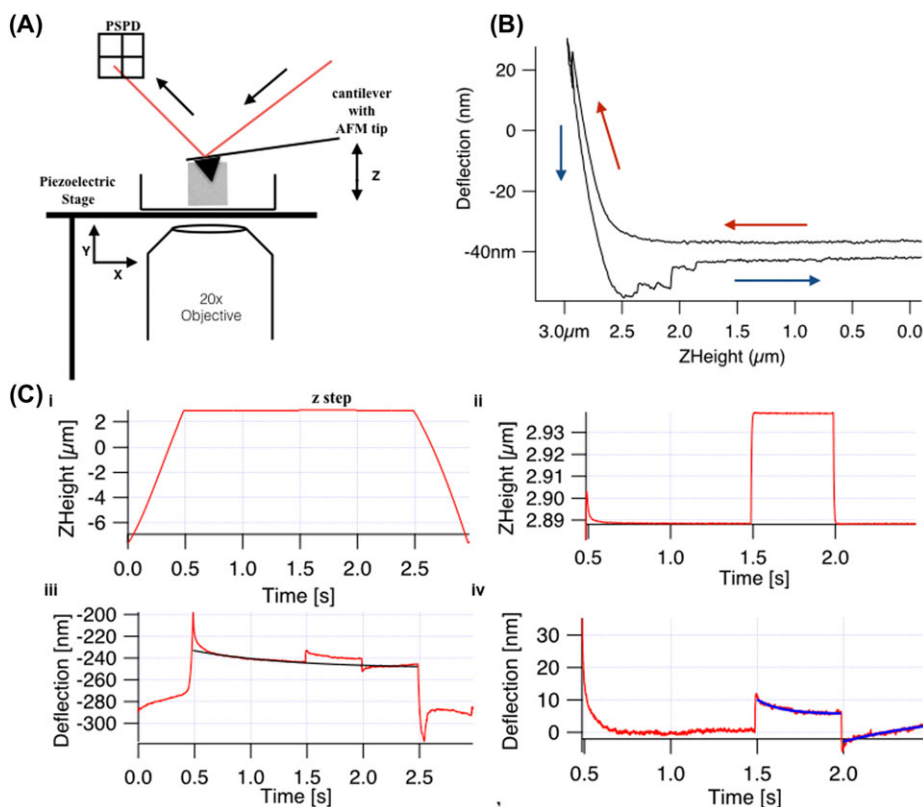 (A)
PSPD
cantilever
with
AFM tip
Z
Piezoelectric
Stage
Y
X
20x
Objective
(B)
20
0
-20
-40nm
Deflection (nm)
3.0µm 2.5 2.0 1.5 1.0 0.5 0.0
ZHeight (µm)
(C)
i
z step
2
0
-2
-4
-6
ZHeight [µm]
0.0 0.5 1.0 1.5 2.0 2.5
Time [s]
ii
2.93
2.92
2.91
2.90
2.89
ZHeight [µm]
0.5 1.0 1.5 2.0
Time [s]
iii
-200
-220
-240
-260
-280
-300
Deflection [nm]
0.0 0.5 1.0 1.5 2.0 2.5
Time [s]
iv
30
20
10
0
Deflection [nm]
0.5 1.0 1.5 2.0
Time [s]